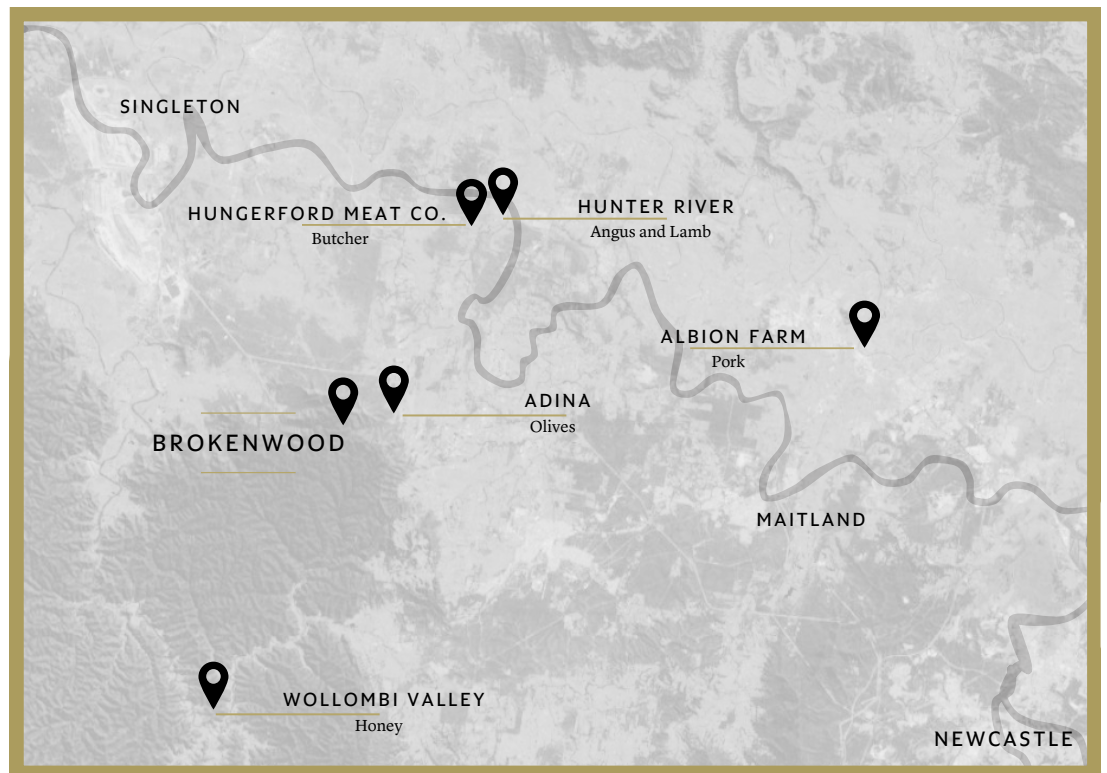 SINGLETON
HUNGERFORD MEAT CO.
Butcher
HUNTER RIVER
Angus and Lamb
ALBION FARM
Pork
ADINA
Olives
BROKENWOOD
MAITLAND
WOLLOMBI VALLEY
Honey
NEWCASTLE